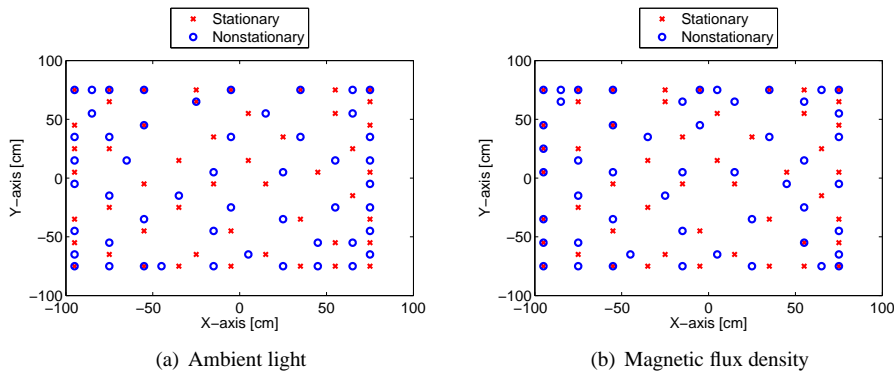 Stationary
Nonstationary
100
50
0
−50
−100
Y−axis [cm]
−100
−50
0
50
100
X−axis [cm]
(a) Ambient light
Stationary
Nonstationary
100
50
0
−50
−100
Y−axis [cm]
−100
−50
0
50
100
X−axis [cm]
(b) Magnetic flux density